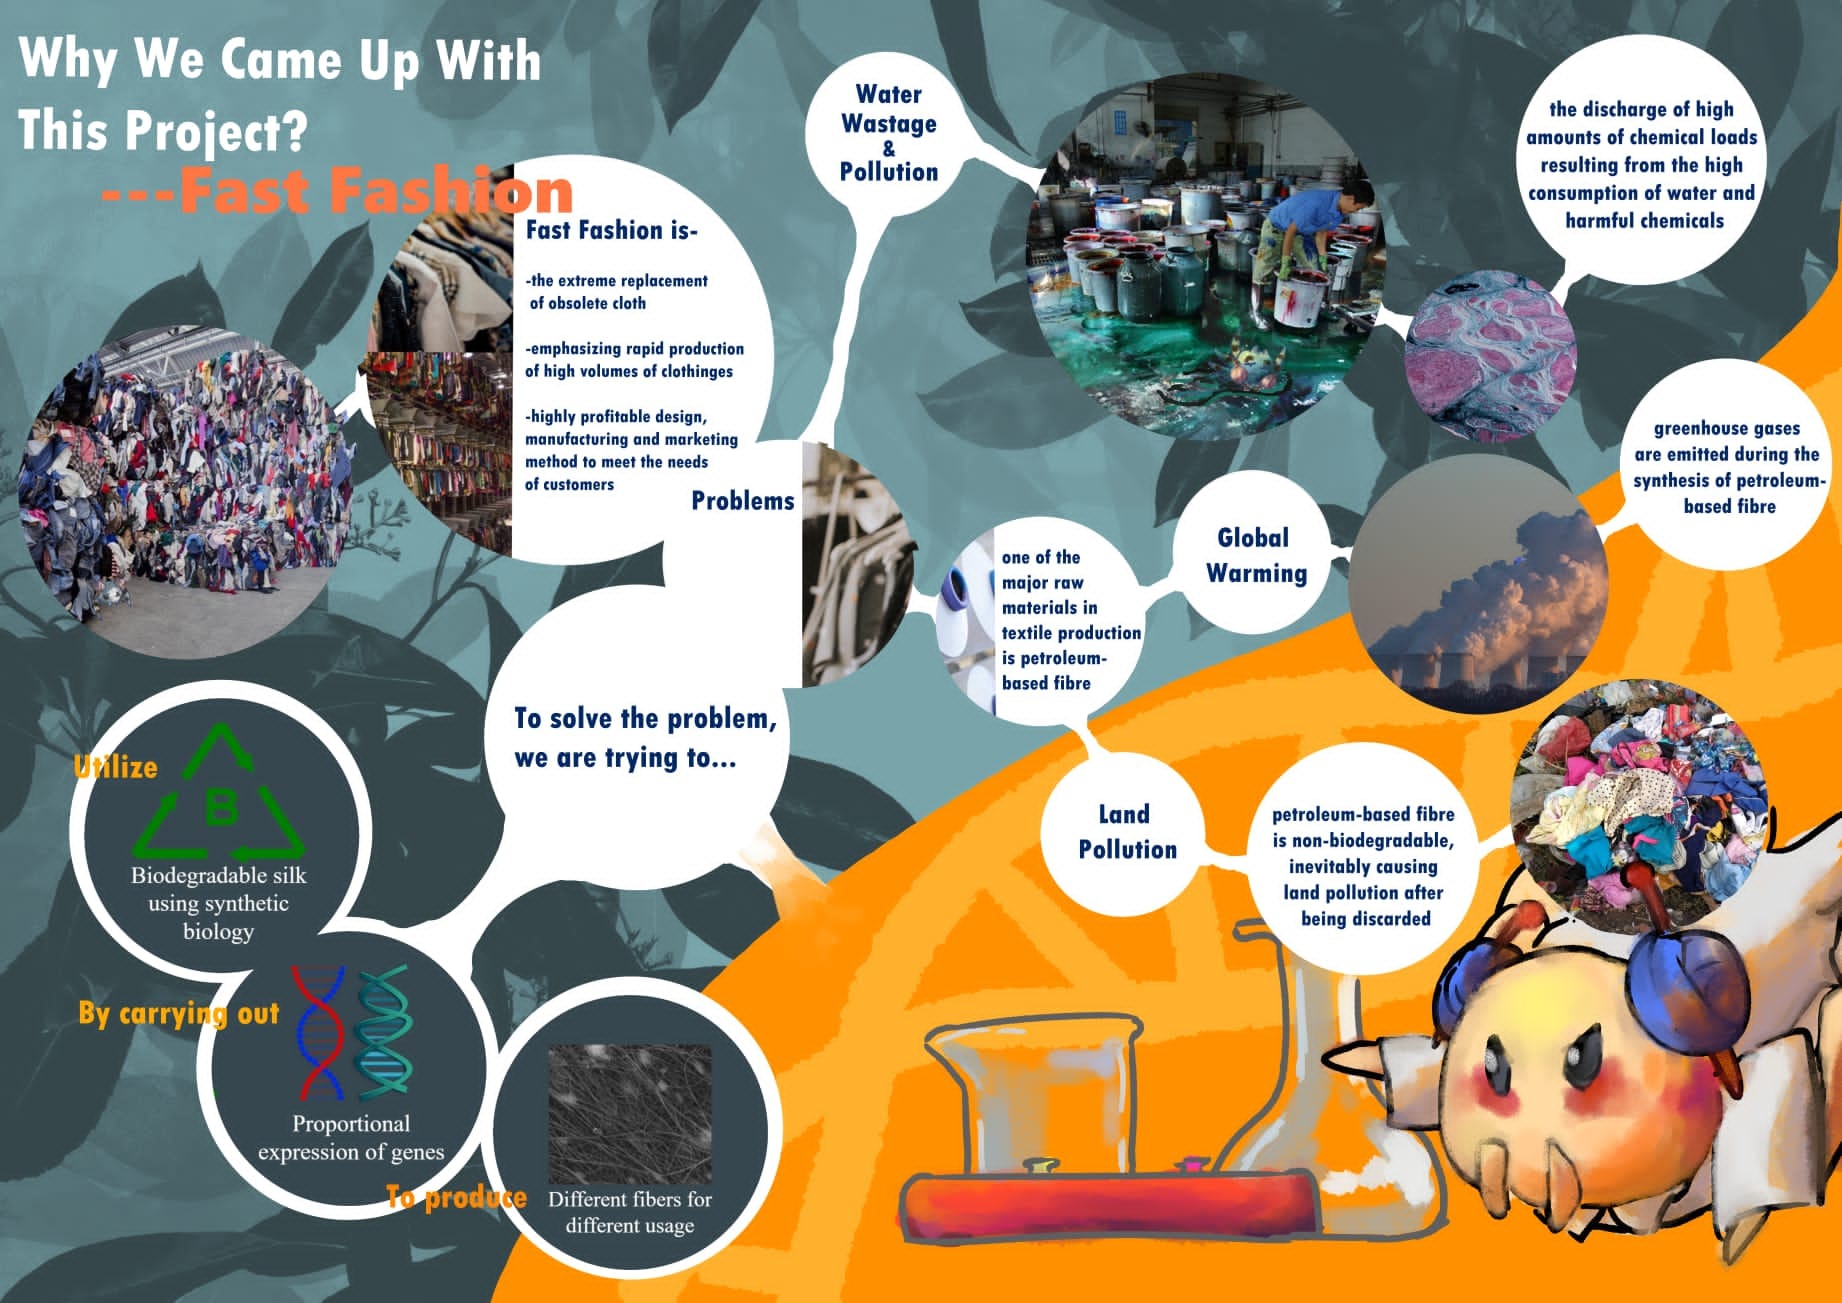 Why We Came Up With
This Project?
---Fast Fashion
Fast Fashion is-
-the extreme replacement
of obsolete cloth
-emphasizing rapid production
of high volumes of clothinges
-highly profitable design,
manufacturing and marketing
method to meet the needs
of customers
Problems
Water
Wastage
&
Pollution
the discharge of high
amounts of chemical loads
resulting from the high
consumption of water and
harmful chemicals
one of the
major raw
materials in
textile production
is petroleum-
based fibre
Global
Warming
greenhouse gases
are emitted during the
synthesis of petroleum-
based fibre
Land
Pollution
petroleum-based fibre
is non-biodegradable,
inevitably causing
land pollution after
being discarded
To solve the problem,
we are trying to...
Utilize
B
Biodegradable silk
using synthetic
biology
By carrying out
Proportional
expression of genes
To produce
Different fibers for
different usage